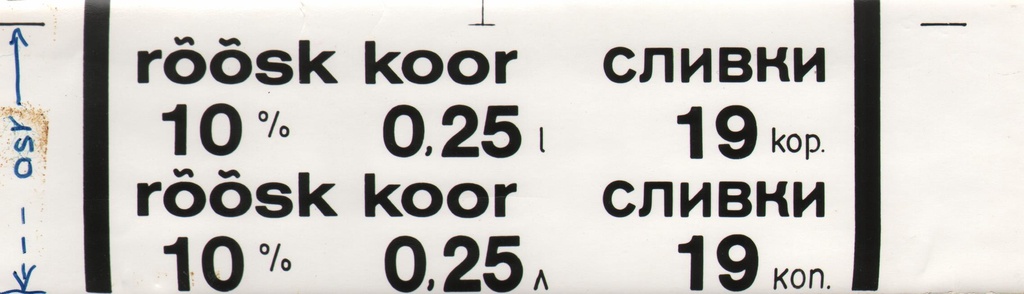 rõõsk koor сливки
10 % 0,25 l 19 kop.
rõõsk koor сливки
10 % 0,25 л 19 коп.